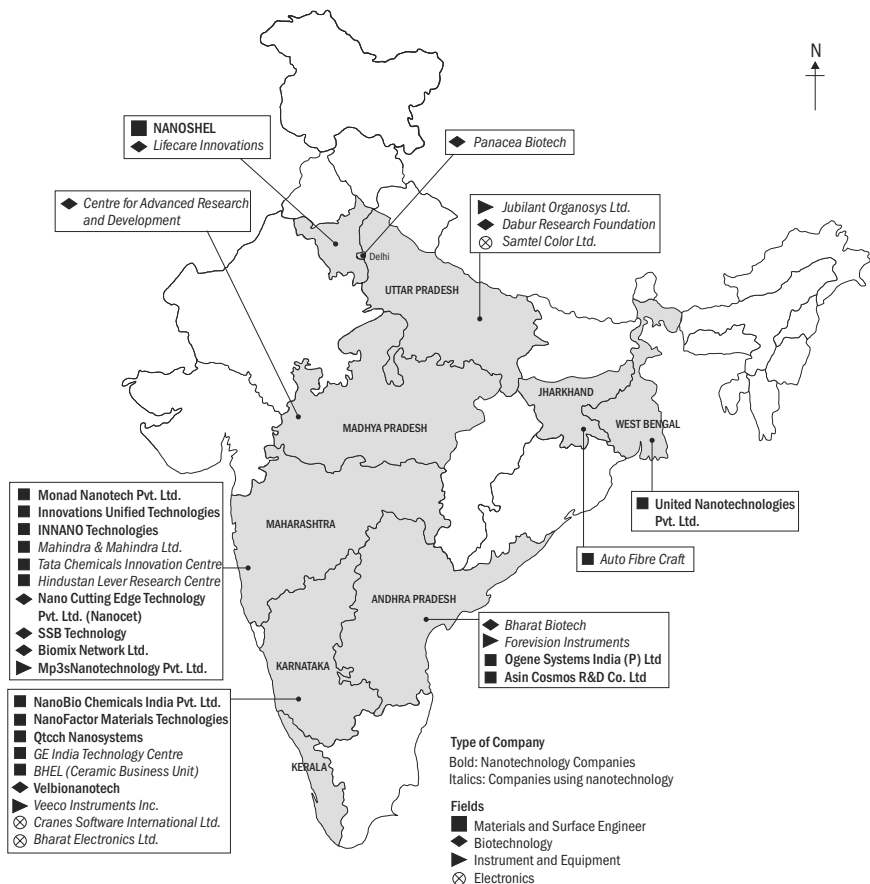 N
NANOSHEL
Lifecare Innovations
Panacea Biotech
Centre for Advanced Research
and Development
Jubilant Organosys Ltd.
Dabur Research Foundation
Samtel Color Ltd.
Delhi
UTTAR PRADESH
JHARKHAND
WEST BENGAL
MADHYA PRADESH
MAHARASHTRA
ANDHRA PRADESH
KARNATAKA
KERALA
United Nanotechnologies
Pvt. Ltd.
Auto Fibre Craft
Monad Nanotech Pvt. Ltd.
Innovations Unified Technologies
INNANO Technologies
Mahindra & Mahindra Ltd.
Tata Chemicals Innovation Centre
Hindustan Lever Research Centre
Nano Cutting Edge Technology
Pvt. Ltd. (Nanocet)
SSB Technology
Biomix Network Ltd.
Mp3sNanotechnology Pvt. Ltd.
Bharat Biotech
Forevision Instruments
Ogene Systems India (P) Ltd
Asin Cosmos R&D Co. Ltd
NanoBio Chemicals India Pvt. Ltd.
NanoFactor Materials Technologies
Qtcch Nanosystems
GE India Technology Centre
BHEL (Ceramic Business Unit)
Velbionanotech
Veeco Instruments Inc.
Cranes Software International Ltd.
Bharat Electronics Ltd.
Type of Company
Bold: Nanotechnology Companies
Italics: Companies using nanotechnology
Fields
Materials and Surface Engineer
Biotechnology
Instrument and Equipment
Electronics